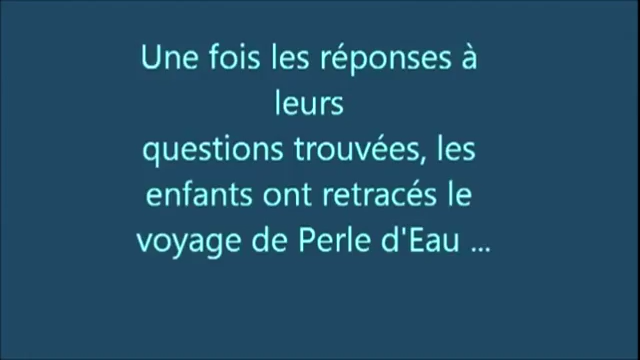 Une fois les réponses à
leurs
questions trouvées, les
enfants ont retracés le
voyage de Perle d'Eau ...